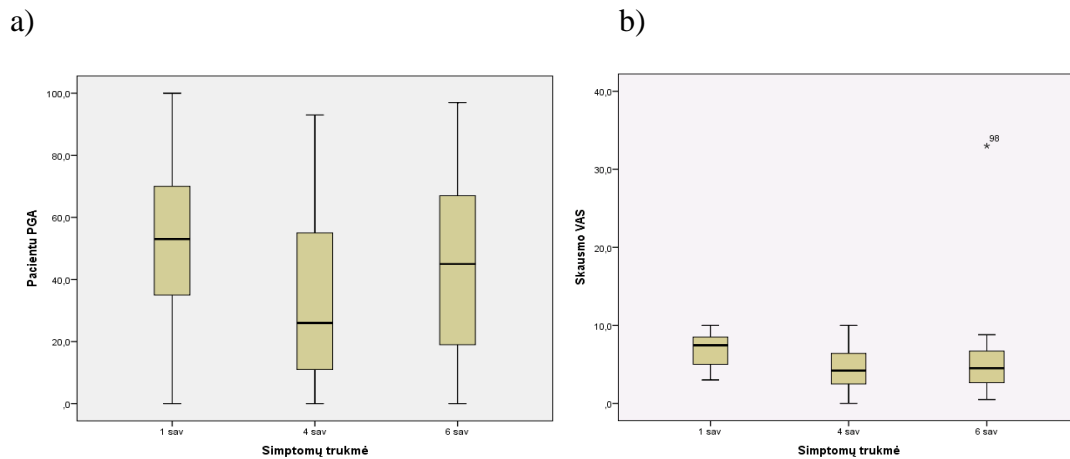 a)
b)
Pacientu PGA
100,0
80,0
60,0
40,0
20,0
,0
1 sav
4 sav
6 sav
Simptomų trukmė
Skausmo VAS
40,0
30,0
20,0
10,0
,0
*98
1 sav
4 sav
6 sav
Simptomų trukmė